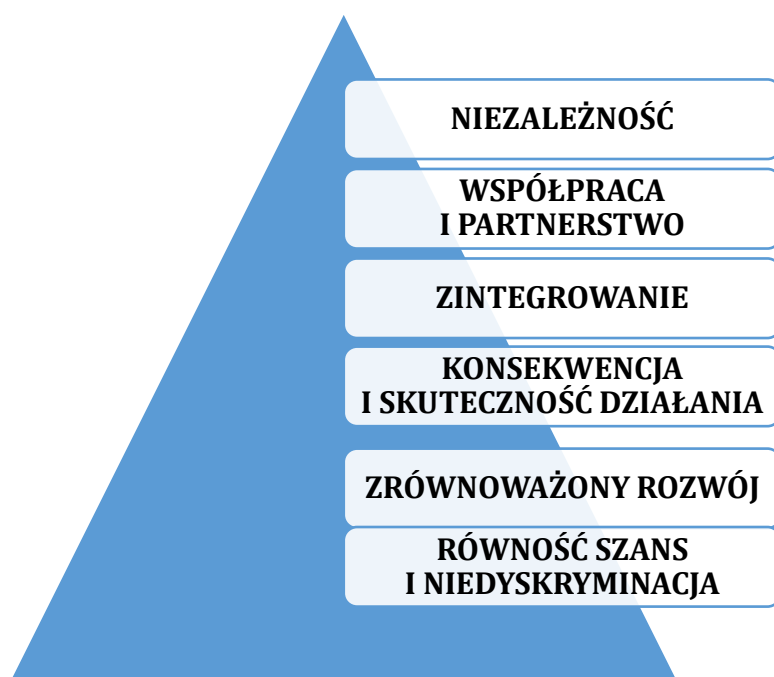 NIEZALEŻNOŚĆ
WSPÓŁPRACA
I PARTNERSTWO
ZINTEGROWANIE
KONSEKWENCJA
I SKUTECZNOŚĆ DZIAŁANIA
ZRÓWNOWAŻONY ROZWÓJ
RÓWNOŚĆ SZANS
I NIEDYSKRYMINACJA